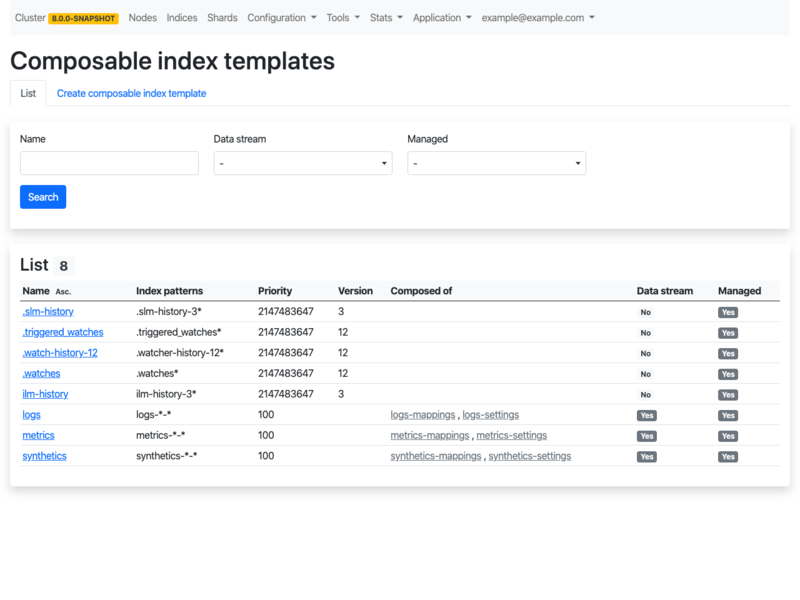 Cluster 8.0.0-SNAPSHOT Nodes Indices Shards Configuration Tools Stats Application example@example.com
Composable index templates
List Create composable index template
Name Data stream Managed
- -
Search
List 8
Name Asc. Index patterns Priority Version Composed of Data stream Managed
.slm-history .slm-history-3* 2147483647 3 No Yes
.triggered_watches .triggered_watches* 2147483647 12 No Yes
.watch-history-12 .watcher-history-12* 2147483647 12 No Yes
.watches .watches* 2147483647 12 No Yes
ilm-history ilm-history-3* 2147483647 3 No Yes
logs logs-*-* 100 logs-mappings , logs-settings Yes Yes
metrics metrics-*-* 100 metrics-mappings , metrics-settings Yes Yes
synthetics synthetics-*-* 100 synthetics-mappings , synthetics-settings Yes Yes